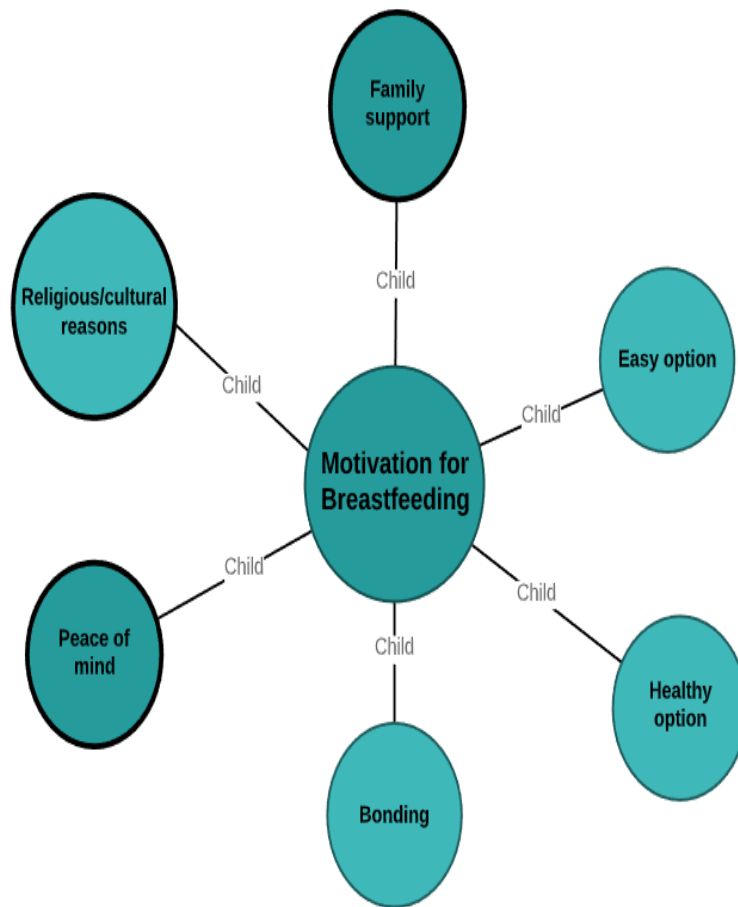 Family
support
Child
Religious/cultural
reasons
Child
Easy option
Child
Motivation for
Breastfeeding
Child
Peace of
mind
Child
Healthy
option
Child
Bonding